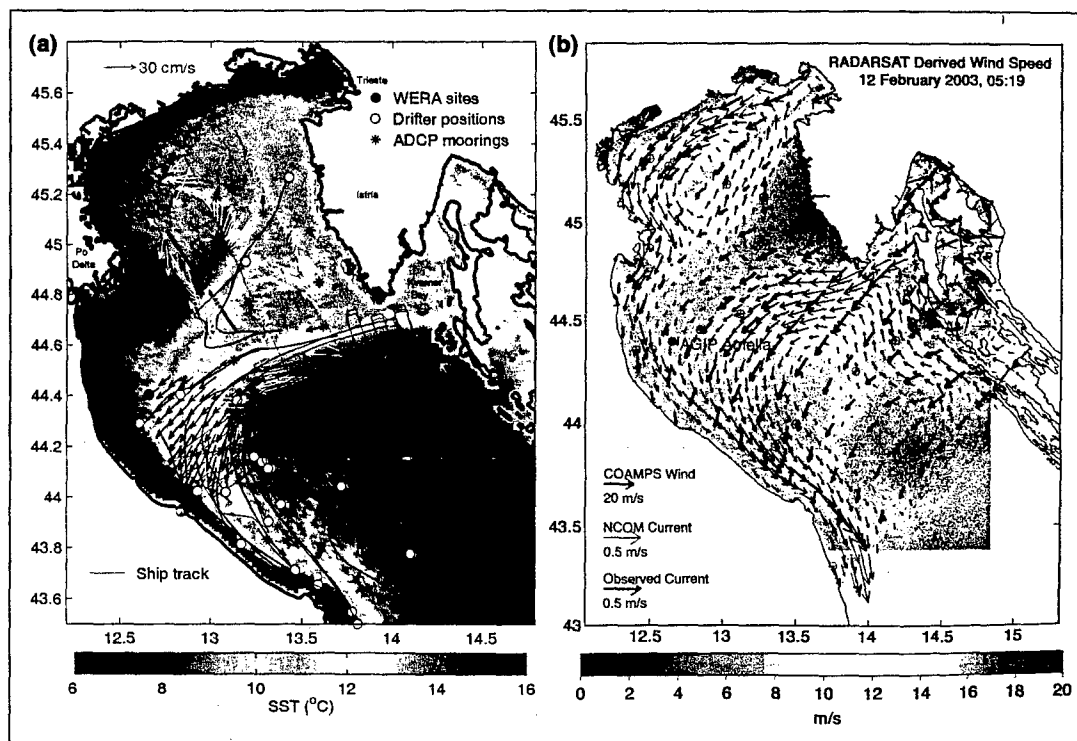 (a)
30 cm/s
Trieste
WERA sites
Drifter positions
ADCP moorings
Istria
Po
Delta
Ship track
45.6
45.4
45.2
45
44.8
44.6
44.4
44.2
44
43.8
43.6
12.5 13 13.5 14 14.5
6 8 10 12 14 16
SST (°C)
(b)
RADARSAT Derived Wind Speed
12 February 2003, 05:19
45.5
45
44.5
44
43.5
43
COAMPS Wind
20 m/s
NCOM Current
0.5 m/s
Observed Current
0.5 m/s
12.5 13 13.5 14 14.5 15
0 2 4 6 8 10 12 14 16 18 20
m/s